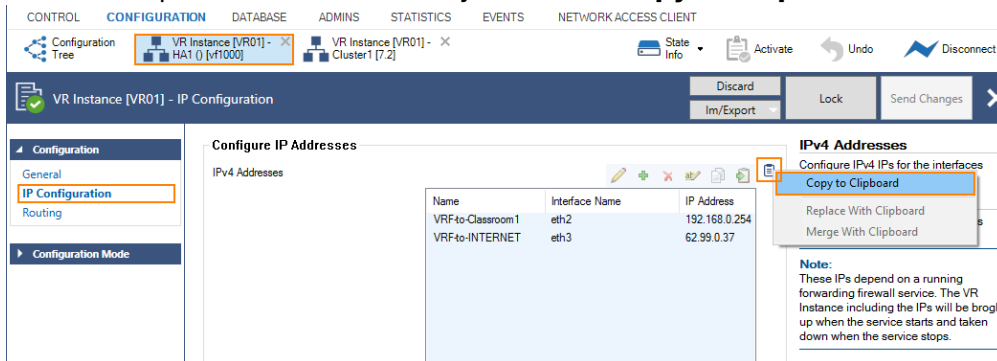 CONTROL CONFIGURATION DATABASE ADMINS STATISTICS EVENTS NETWORK ACCESS CLIENT
Configuration Tree
VR Instance [VR01] - HA1 () [vf1000]
VR Instance [VR01] - Cluster1 [7.2]
State Info
Activate
Undo
Disconnect
VR Instance [VR01] - IP Configuration
Discard
Im/Export
Lock
Send Changes
Configuration
General
IP Configuration
Routing
Configuration Mode
Configure IP Addresses
IPv4 Addresses
Name Interface Name IP Address
VRF-to-Classroom1 eth2 192.168.0.254
VRF-to-INTERNET eth3 62.99.0.37
IPv4 Addresses
Configure IPv4 IPs for the interfaces
Copy to Clipboard
Replace With Clipboard
Merge With Clipboard
Note:
These IPs depend on a running
forwarding firewall service. The VR
Instance including the IPs will be brogh
up when the service starts and taken
down when the service stops.